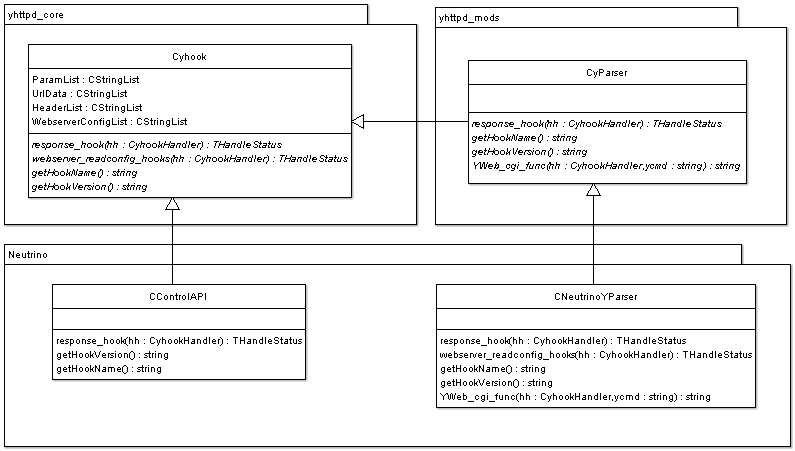 yhttpd_core
Cyhook
ParamList : CStringList
UrlData : CStringList
HeaderList : CStringList
WebserverConfigList : CStringList
response_hook(hh : CyhookHandler) : THandleStatus
webserver_readconfig_hooks(hh : CyhookHandler) : THandleStatus
getHookName() : string
getHookVersion() : string
yhttpd_mods
CyParser
response_hook(hh : CyhookHandler) : THandleStatus
getHookName() : string
getHookVersion() : string
YWeb_cgi_func(hh : CyhookHandler,ycmd : string) : string
Neutrino
CControlAPI
response_hook(hh : CyhookHandler) : THandleStatus
getHookVersion() : string
getHookName() : string
CNeutrinoYParser
response_hook(hh : CyhookHandler) : THandleStatus
webserver_readconfig_hooks(hh : CyhookHandler) : THandleStatus
getHookName() : string
getHookVersion() : string
YWeb_cgi_func(hh : CyhookHandler,ycmd : string) : string